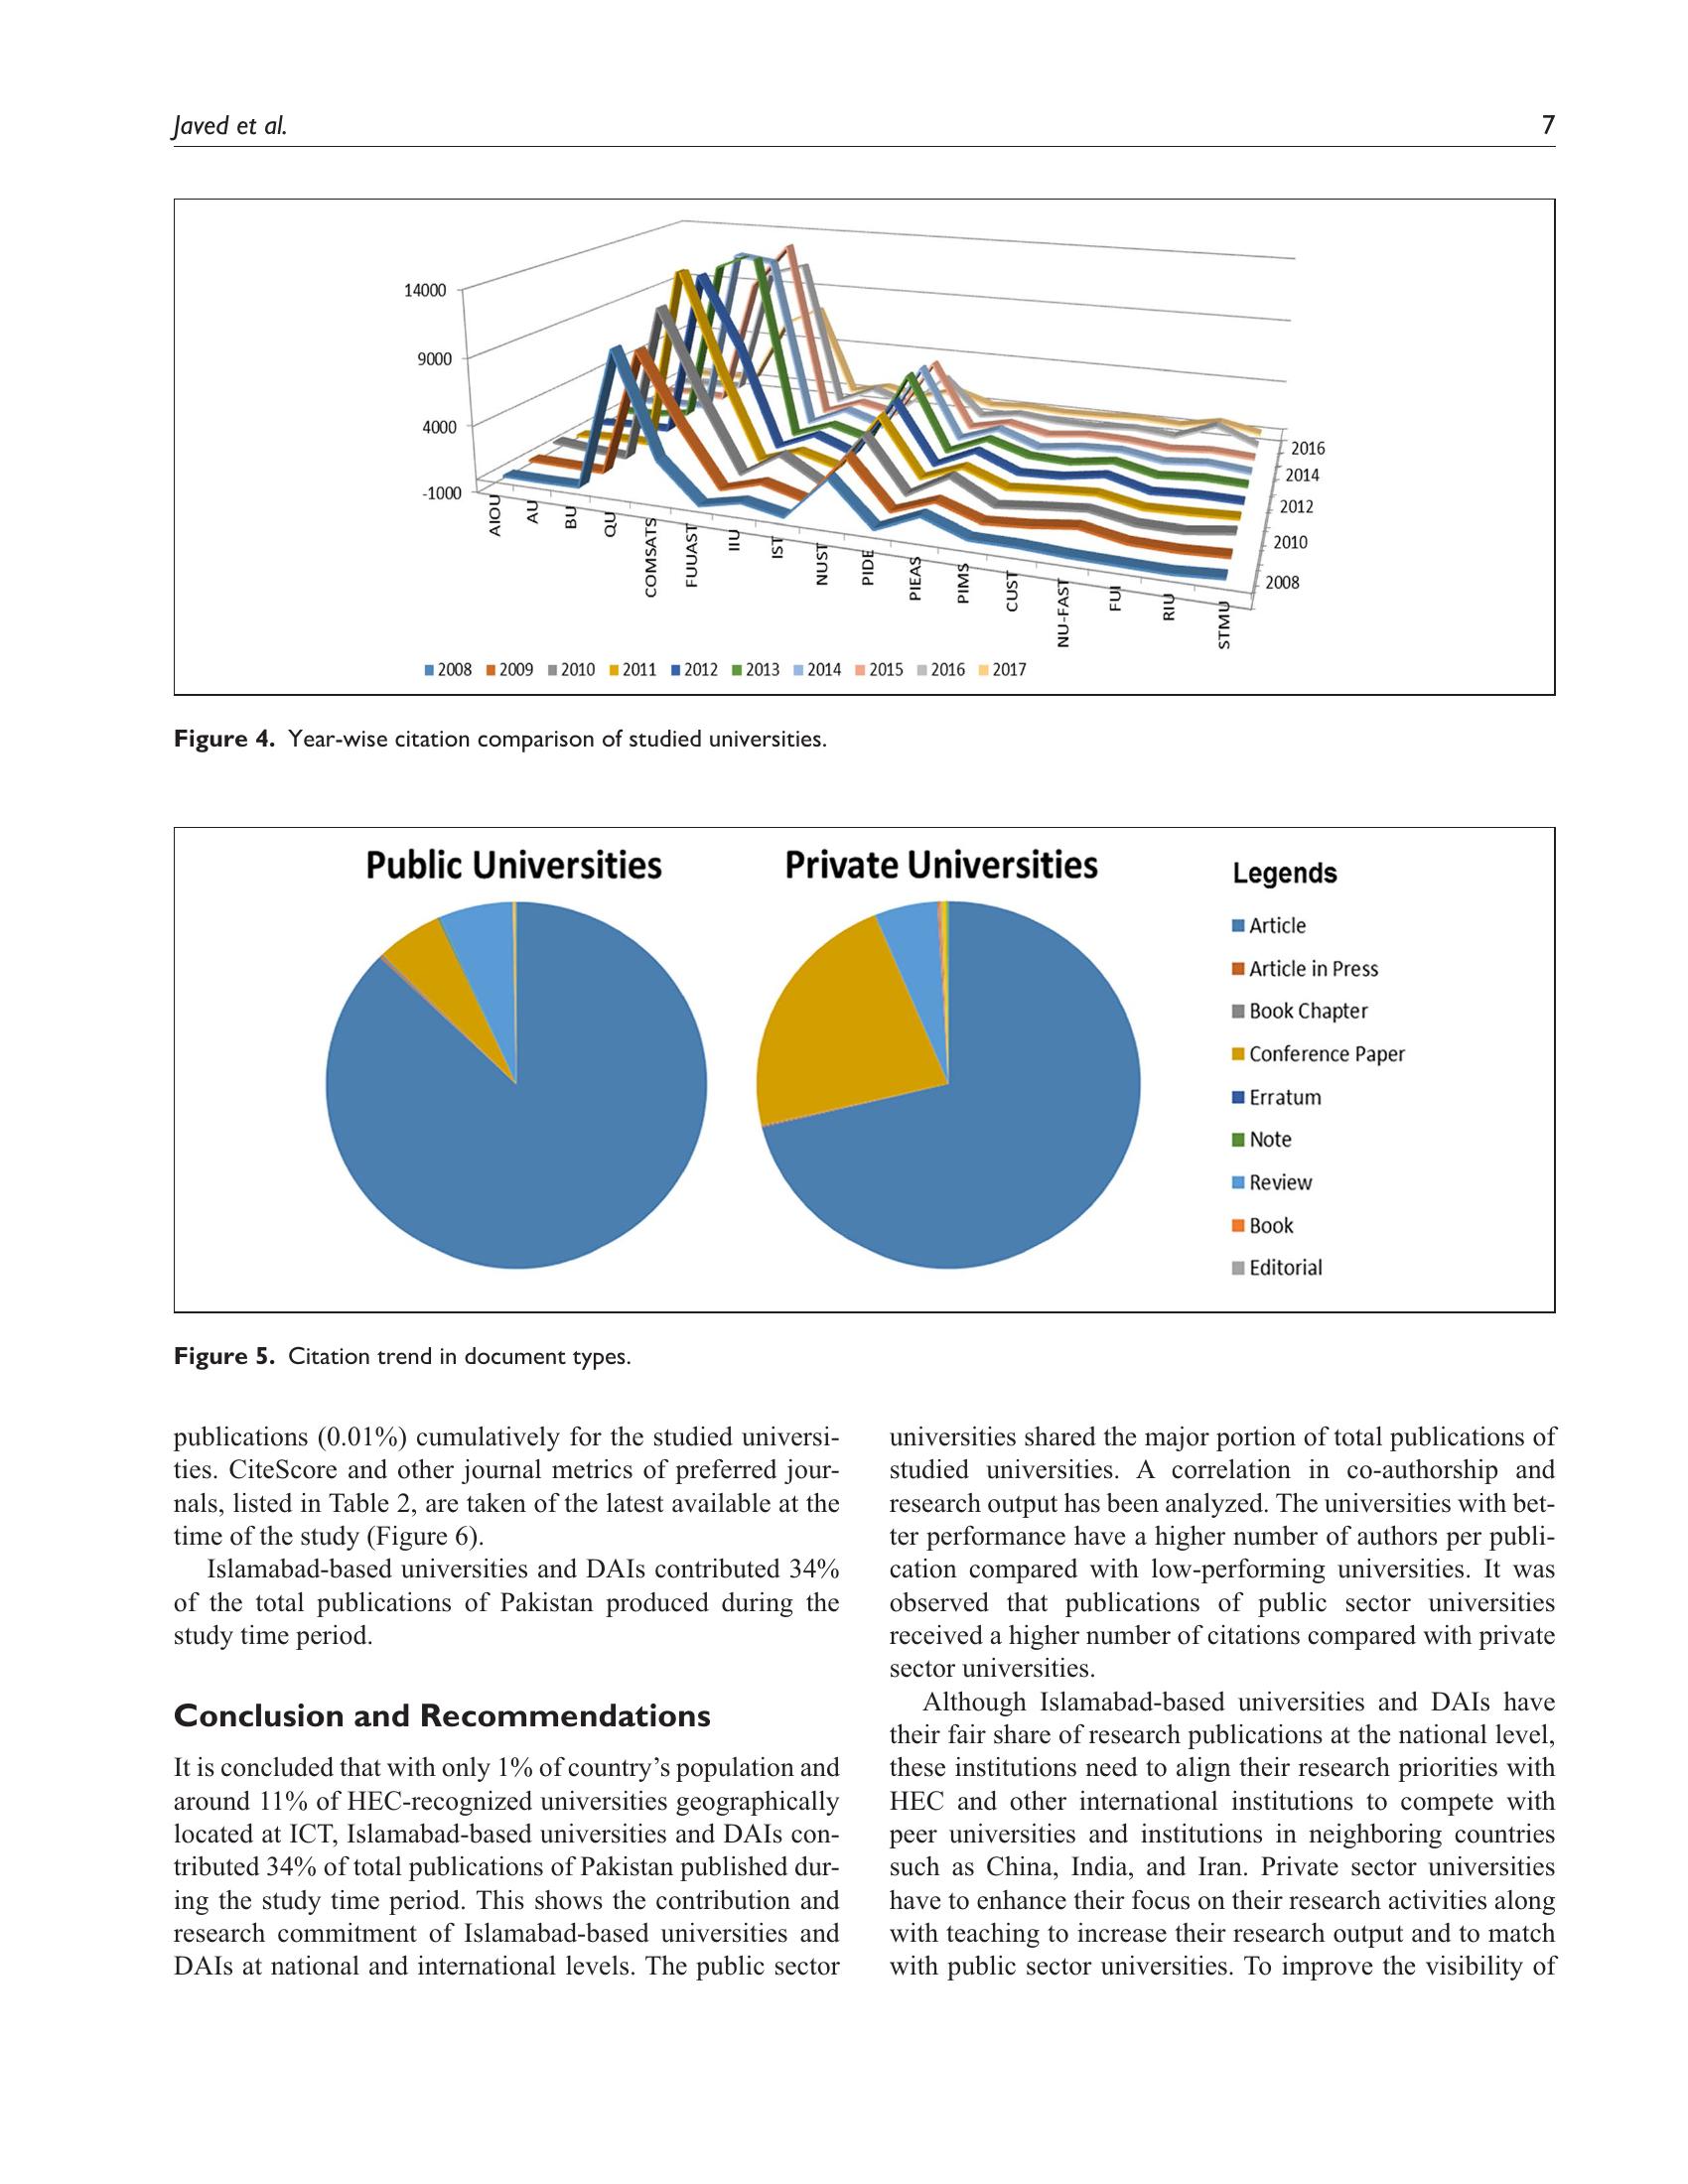 Javed et al.
7
14000
9000
4000
-1000
AIOU
AU
BU
QU
COMSATS
FUUAST
IIU
IST
NUST
PIDE
PIEAS
PIMS
CUST
NU-FAST
FUI
RIU
STMU
2016
2014
2012
2010
2008
2008 2009 2010 2011 2012 2013 2014 2015 2016 2017
Figure 4. Year-wise citation comparison of studied universities.
Public Universities
Private Universities
Legends
Article
Article in Press
Book Chapter
Conference Paper
Erratum
Note
Review
Book
Editorial
Figure 5. Citation trend in document types.
publications (0.01%) cumulatively for the studied universi-
ties. CiteScore and other journal metrics of preferred jour-
nals, listed in Table 2, are taken of the latest available at the
time of the study (Figure 6).
Islamabad-based universities and DAIs contributed 34%
of the total publications of Pakistan produced during the
study time period.
Conclusion and Recommendations
It is concluded that with only 1% of country's population and
around 11% of HEC-recognized universities geographically
located at ICT, Islamabad-based universities and DAIs con-
tributed 34% of total publications of Pakistan published dur-
ing the study time period. This shows the contribution and
research commitment of Islamabad-based universities and
DAIs at national and international levels. The public sector
universities shared the major portion of total publications of
studied universities. A correlation in co-authorship and
research output has been analyzed. The universities with bet-
ter performance have a higher number of authors per publi-
cation compared with low-performing universities. It was
observed that publications of public sector universities
received a higher number of citations compared with private
sector universities.
Although Islamabad-based universities and DAIs have
their fair share of research publications at the national level,
these institutions need to align their research priorities with
HEC and other international institutions to compete with
peer universities and institutions in neighboring countries
such as China, India, and Iran. Private sector universities
have to enhance their focus on their research activities along
with teaching to increase their research output and to match
with public sector universities. To improve the visibility of